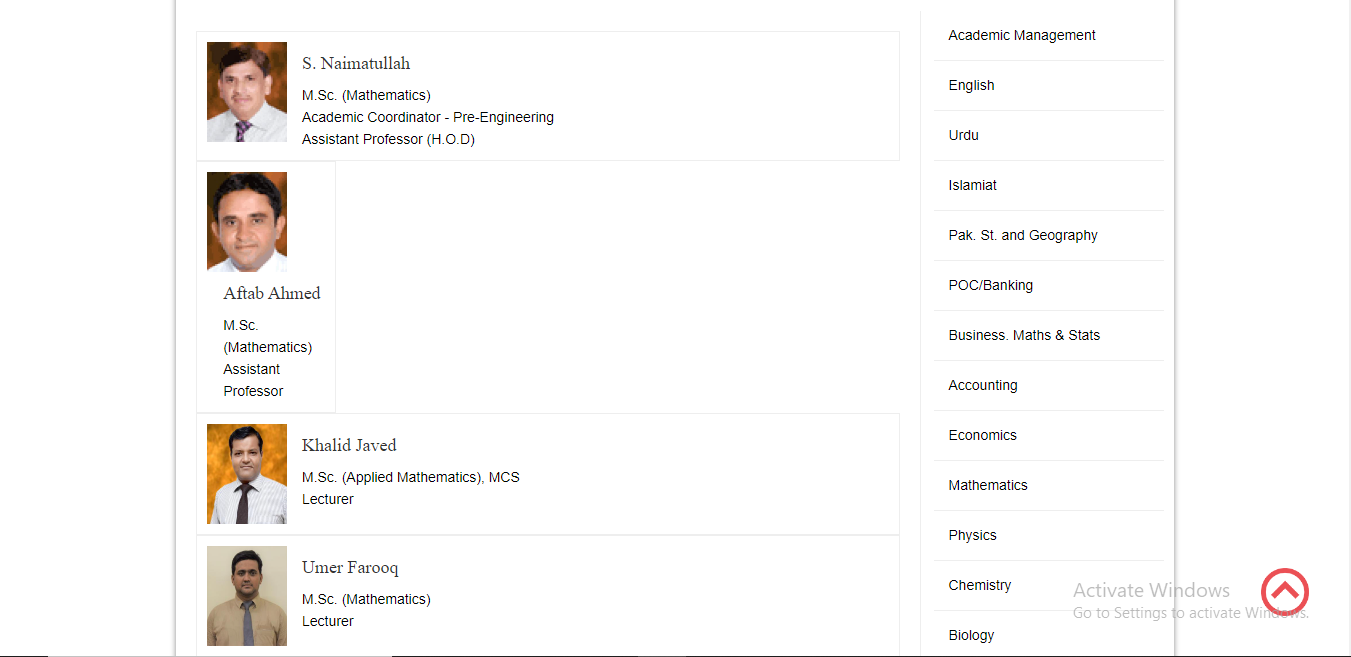 S. Naimatullah
M.Sc. (Mathematics)
Academic Coordinator - Pre-Engineering
Assistant Professor (H.O.D)
Aftab Ahmed
M.Sc.
(Mathematics)
Assistant
Professor
Khalid Javed
M.Sc. (Applied Mathematics), MCS
Lecturer
Umer Farooq
M.Sc. (Mathematics)
Lecturer
Academic Management
English
Urdu
Islamiat
Pak. St. and Geography
POC/Banking
Business. Maths & Stats
Accounting
Economics
Mathematics
Physics
Chemistry
Biology
Activate Windows
Go to Settings to activate Windows.